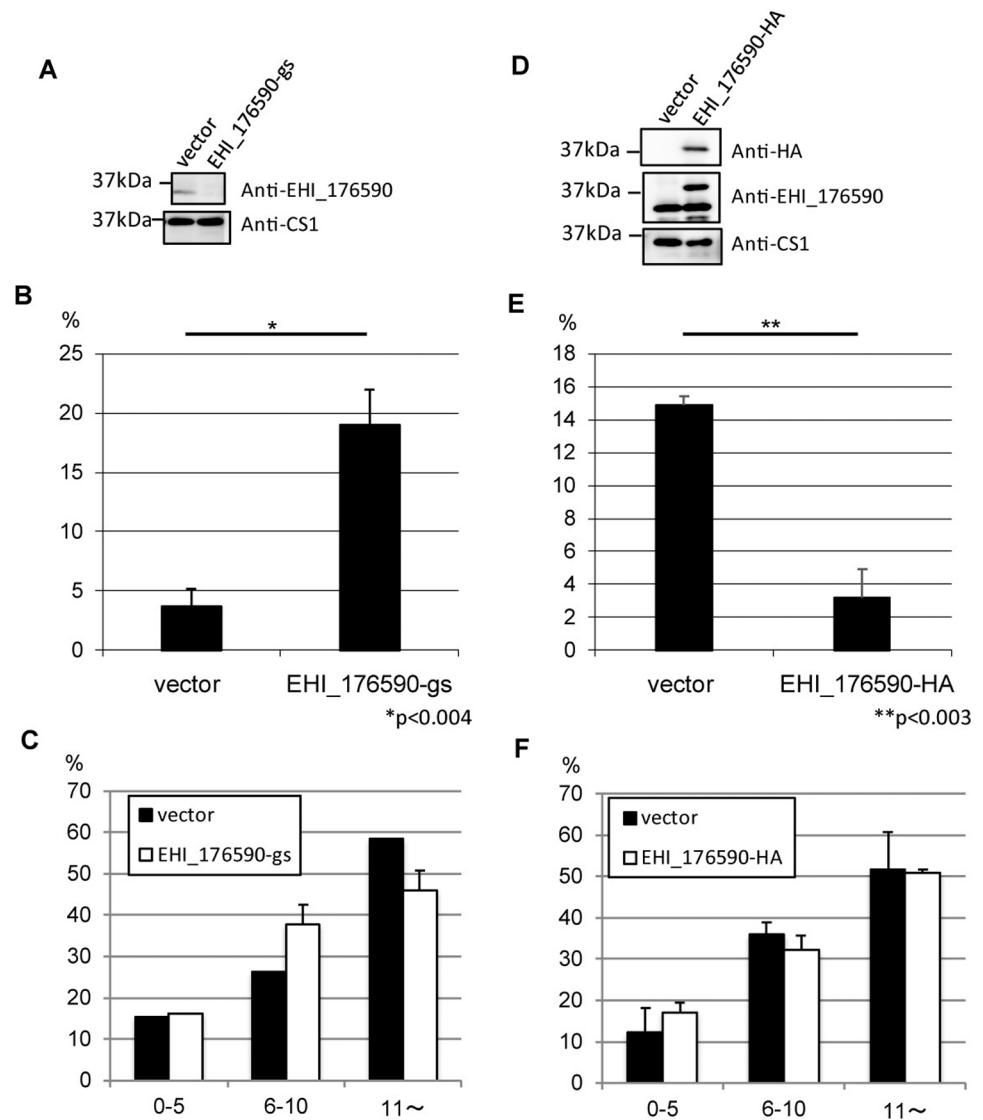 A
vector
EHI_176590-gs
37kDa
Anti-EHI_176590
37kDa
Anti-CS1
B
%
*
25
20
15
10
5
0
vector EHI_176590-gs
*p<0.004
C
%
70
60
50
40
30
20
10
0
vector
EHI_176590-gs
0-5 6-10 11～
D
vector
EHI_176590-HA
37kDa
Anti-HA
37kDa
Anti-EHI_176590
37kDa
Anti-CS1
E
%
**
18
16
14
12
10
8
6
4
2
0
vector EHI_176590-HA
**p<0.003
F
%
70
60
50
40
30
20
10
0
vector
EHI_176590-HA
0-5 6-10 11～